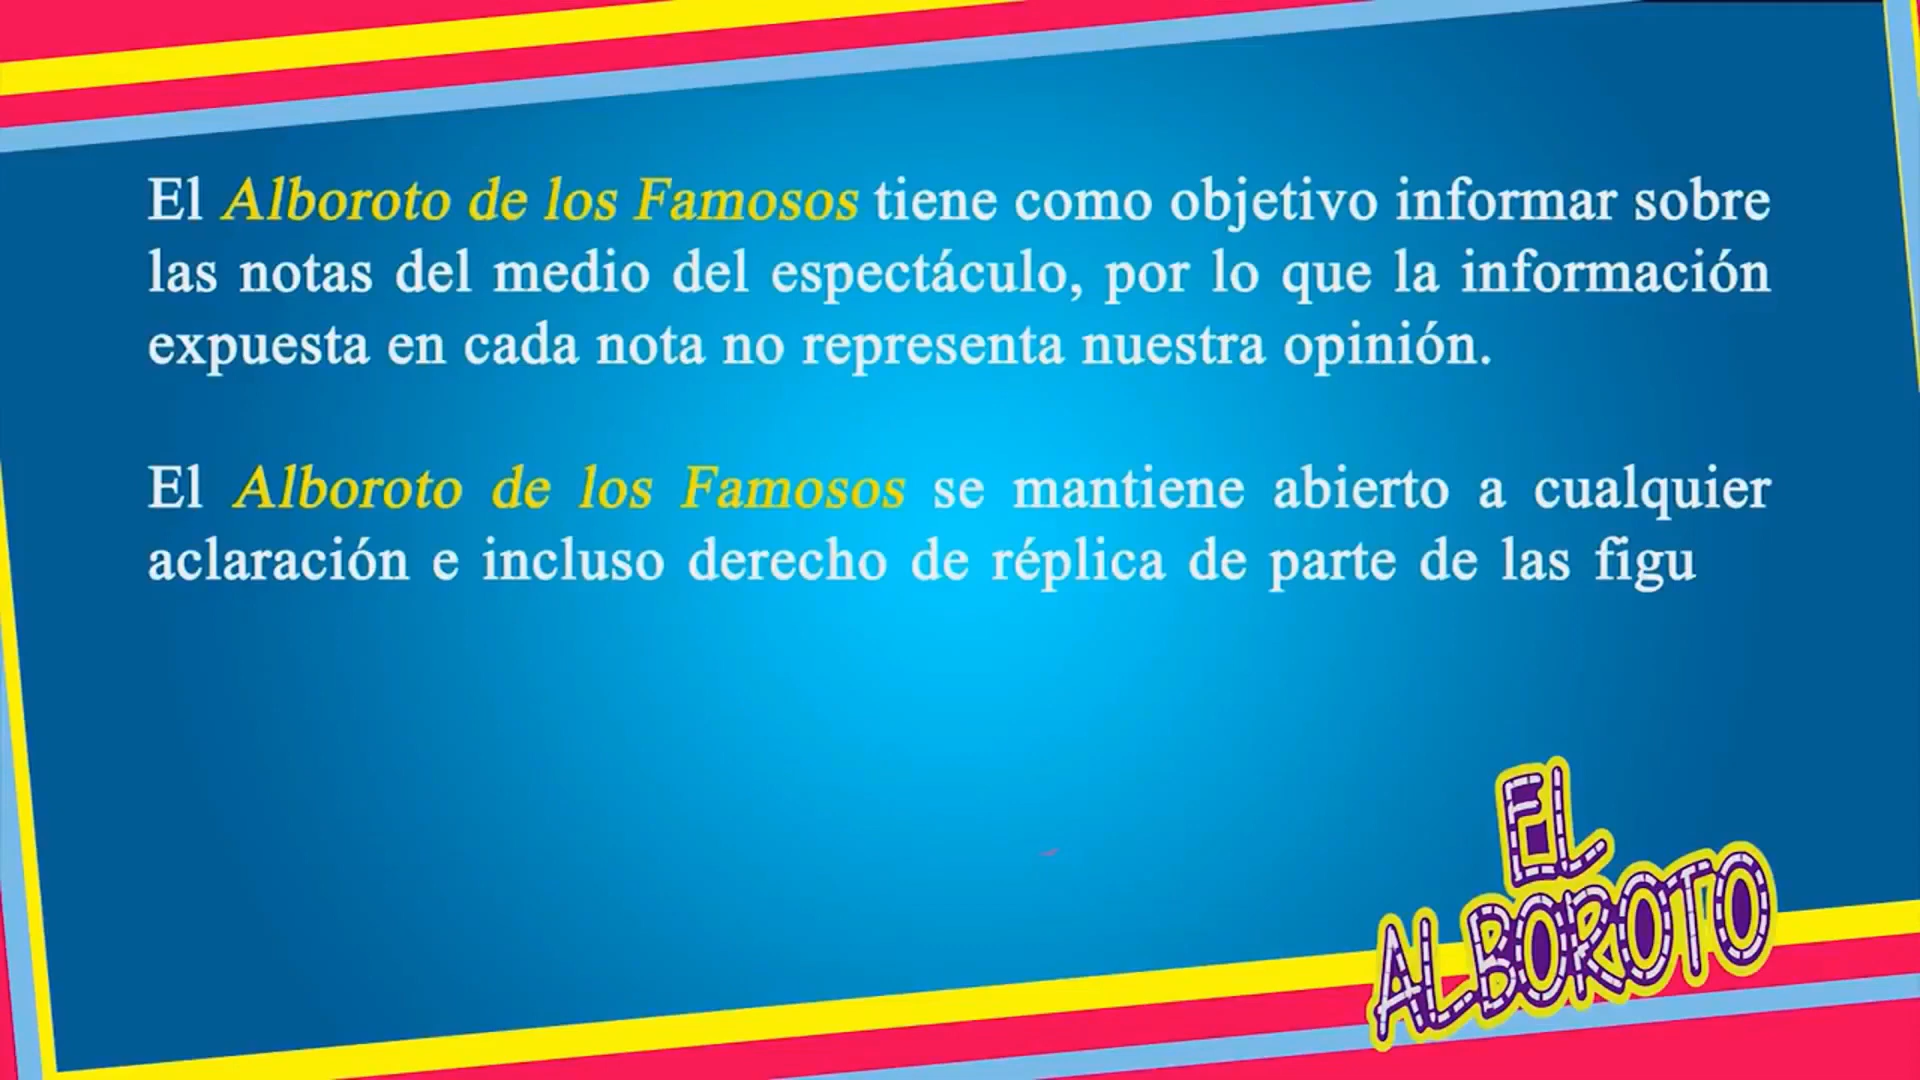 El Alboroto de los Famosos tiene como objetivo informar sobre
las notas del medio del espectáculo, por lo que la información
expuesta en cada nota no representa nuestra opinión.
El Alboroto de los Famosos se mantiene abierto a cualquier
aclaración e incluso derecho de réplica de parte de las figu
EL
ALBOROTO